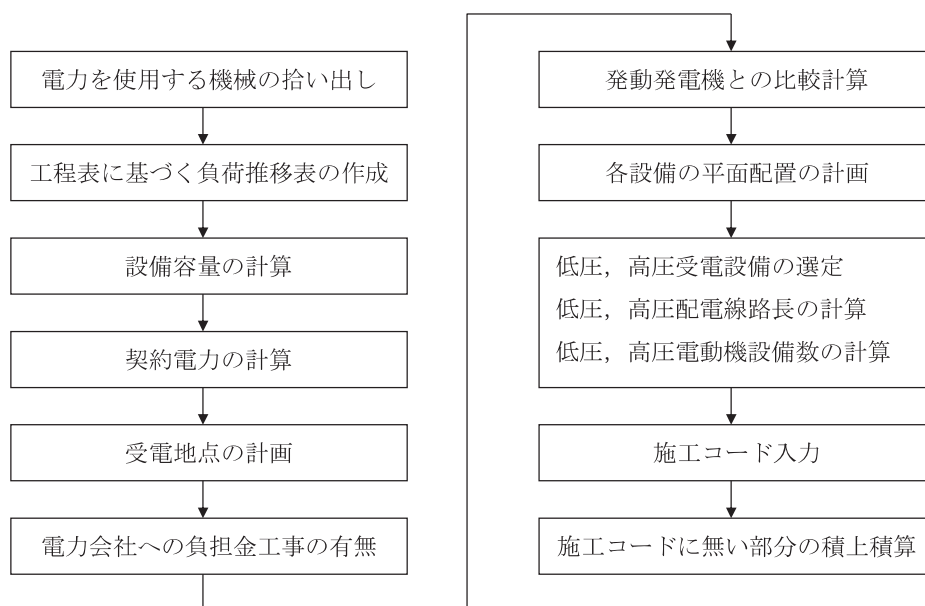 電力を使用する機械の拾い出し
工程表に基づく負荷推移表の作成
設備容量の計算
契約電力の計算
受電地点の計画
電力会社への負担金工事の有無
発動発電機との比較計算
各設備の平面配置の計画
低圧，高圧受電設備の選定
低圧，高圧配電線路長の計算
低圧，高圧電動機設備数の計算
施工コード入力
施工コードに無い部分の積上積算